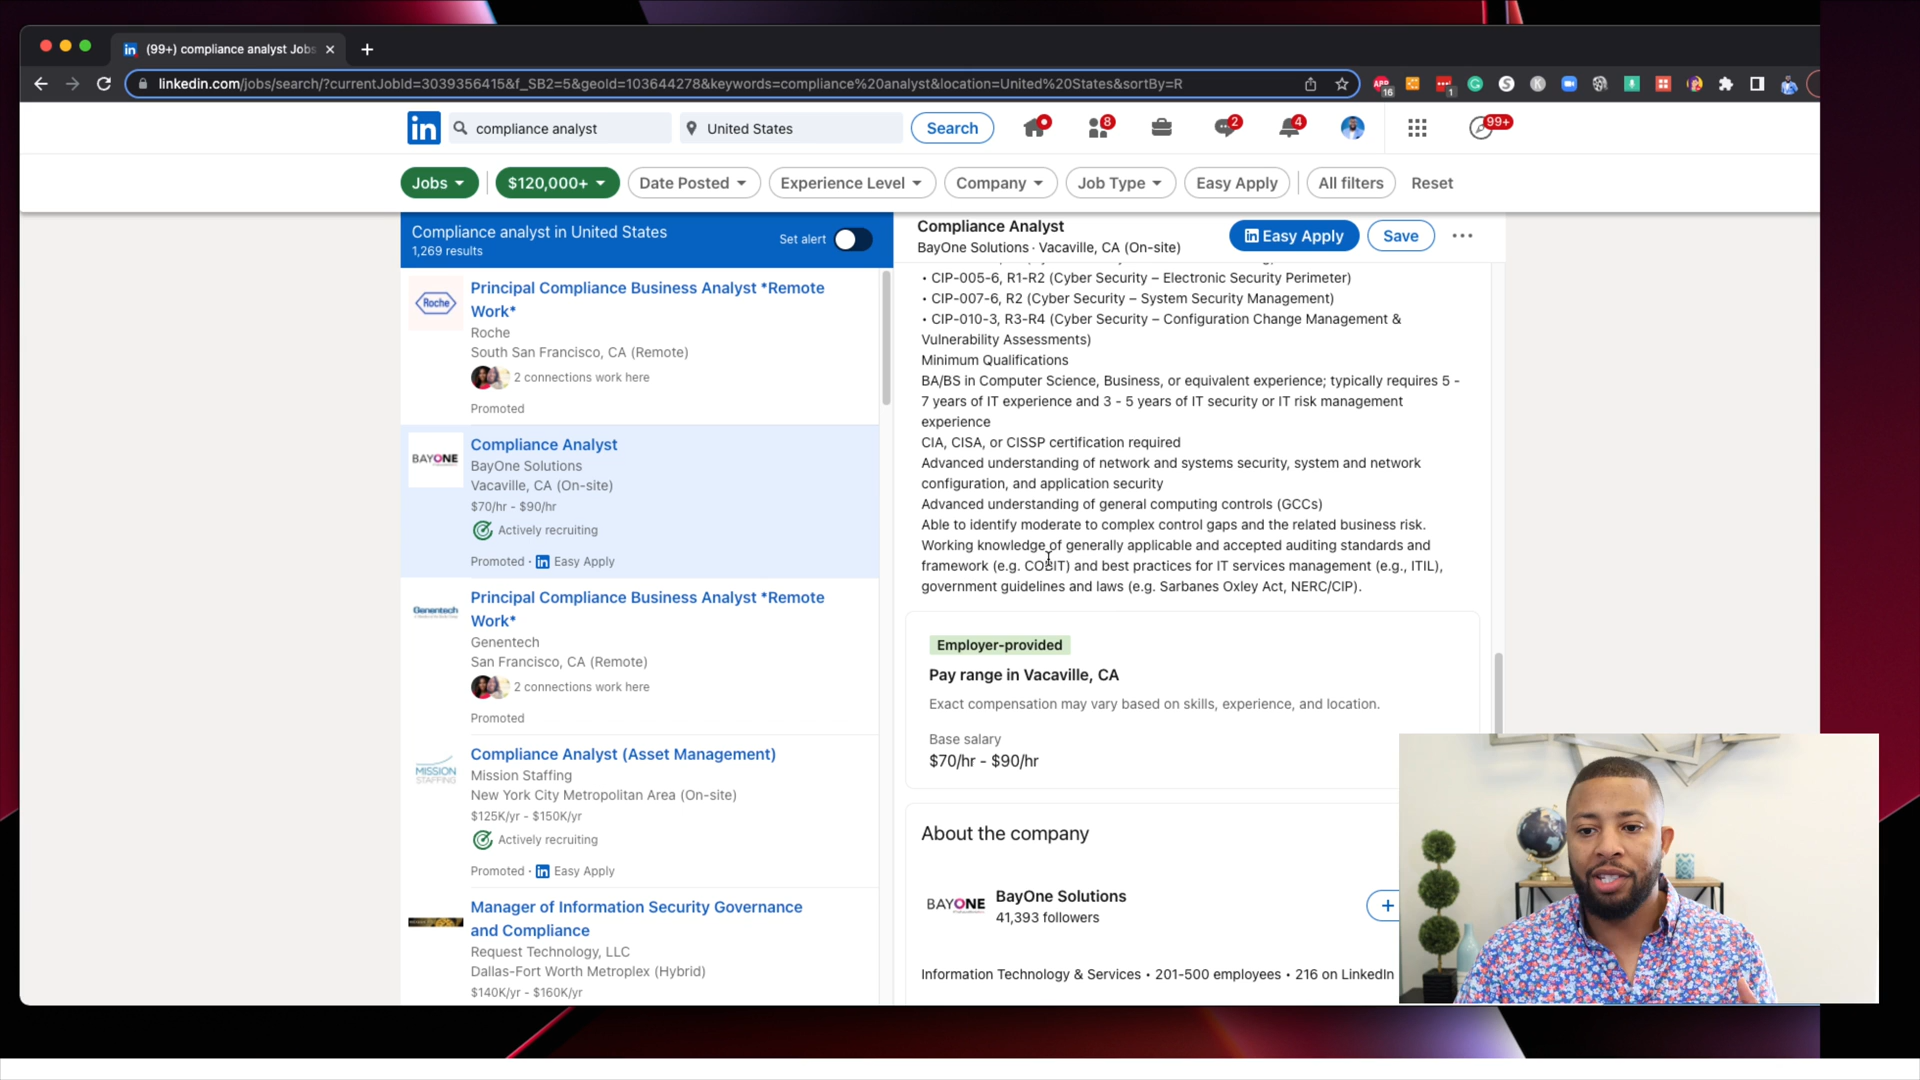 (99+) compliance analyst Jobs
linkedin.com/jobs/search/?currentJobId=3039356415&f_SB2=5&geoId=103644278&keywords=compliance%20analyst&location=United%20States&sortBy=R
16
1
in
compliance analyst
United States
Search
8
2
4
99+
Jobs
$120,000+
Date Posted
Experience Level
Company
Job Type
Easy Apply
All filters
Reset
Compliance analyst in United States
1,269 results
Set alert
Roche
Principal Compliance Business Analyst *Remote
Work*
Roche
South San Francisco, CA (Remote)
2 connections work here
Promoted
BAYONE
Compliance Analyst
BayOne Solutions
Vacaville, CA (On-site)
$70/hr - $90/hr
Actively recruiting
Promoted · in Easy Apply
Genentech
Principal Compliance Business Analyst *Remote
Work*
Genentech
San Francisco, CA (Remote)
2 connections work here
Promoted
MISSION
STAFFING
Compliance Analyst (Asset Management)
Mission Staffing
New York City Metropolitan Area (On-site)
$125K/yr - $150K/yr
Actively recruiting
Promoted · in Easy Apply
Manager of Information Security Governance
and Compliance
Request Technology, LLC
Dallas-Fort Worth Metroplex (Hybrid)
$140K/yr - $160K/yr
Compliance Analyst
BayOne Solutions · Vacaville, CA (On-site)
in Easy Apply
Save
• CIP-005-6, R1-R2 (Cyber Security – Electronic Security Perimeter)
• CIP-007-6, R2 (Cyber Security – System Security Management)
• CIP-010-3, R3-R4 (Cyber Security – Configuration Change Management &
Vulnerability Assessments)
Minimum Qualifications
BA/BS in Computer Science, Business, or equivalent experience; typically requires 5 -
7 years of IT experience and 3 - 5 years of IT security or IT risk management
experience
CIA, CISA, or CISSP certification required
Advanced understanding of network and systems security, system and network
configuration, and application security
Advanced understanding of general computing controls (GCCs)
Able to identify moderate to complex control gaps and the related business risk.
Working knowledge of generally applicable and accepted auditing standards and
framework (e.g. COBIT) and best practices for IT services management (e.g., ITIL),
government guidelines and laws (e.g. Sarbanes Oxley Act, NERC/CIP).
Employer-provided
Pay range in Vacaville, CA
Exact compensation may vary based on skills, experience, and location.
Base salary
$70/hr - $90/hr
About the company
BAYONE
BayOne Solutions
41,393 followers
Information Technology & Services • 201-500 employees • 216 on LinkedIn